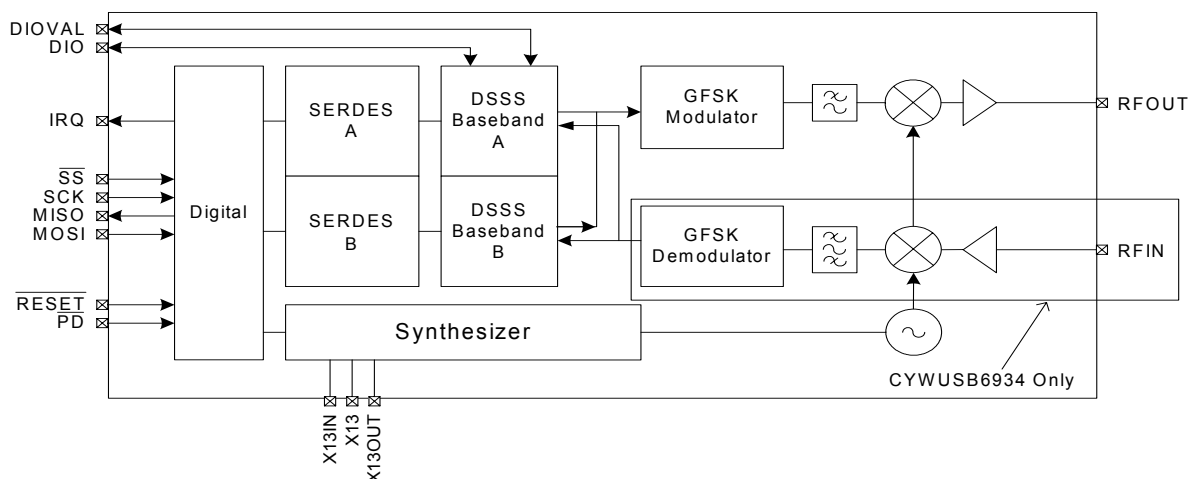 DIOVAL
DIO
IRQ
SS
SCK
MISO
MOSI
RESET
PD
Digital
SERDES
A
SERDES
B
DSSS
Baseband
A
DSSS
Baseband
B
GFSK
Modulator
GFSK
Demodulator
Synthesizer
RFOUT
RFIN
CYWUSB6934 Only
X13IN
X13
X13OUT